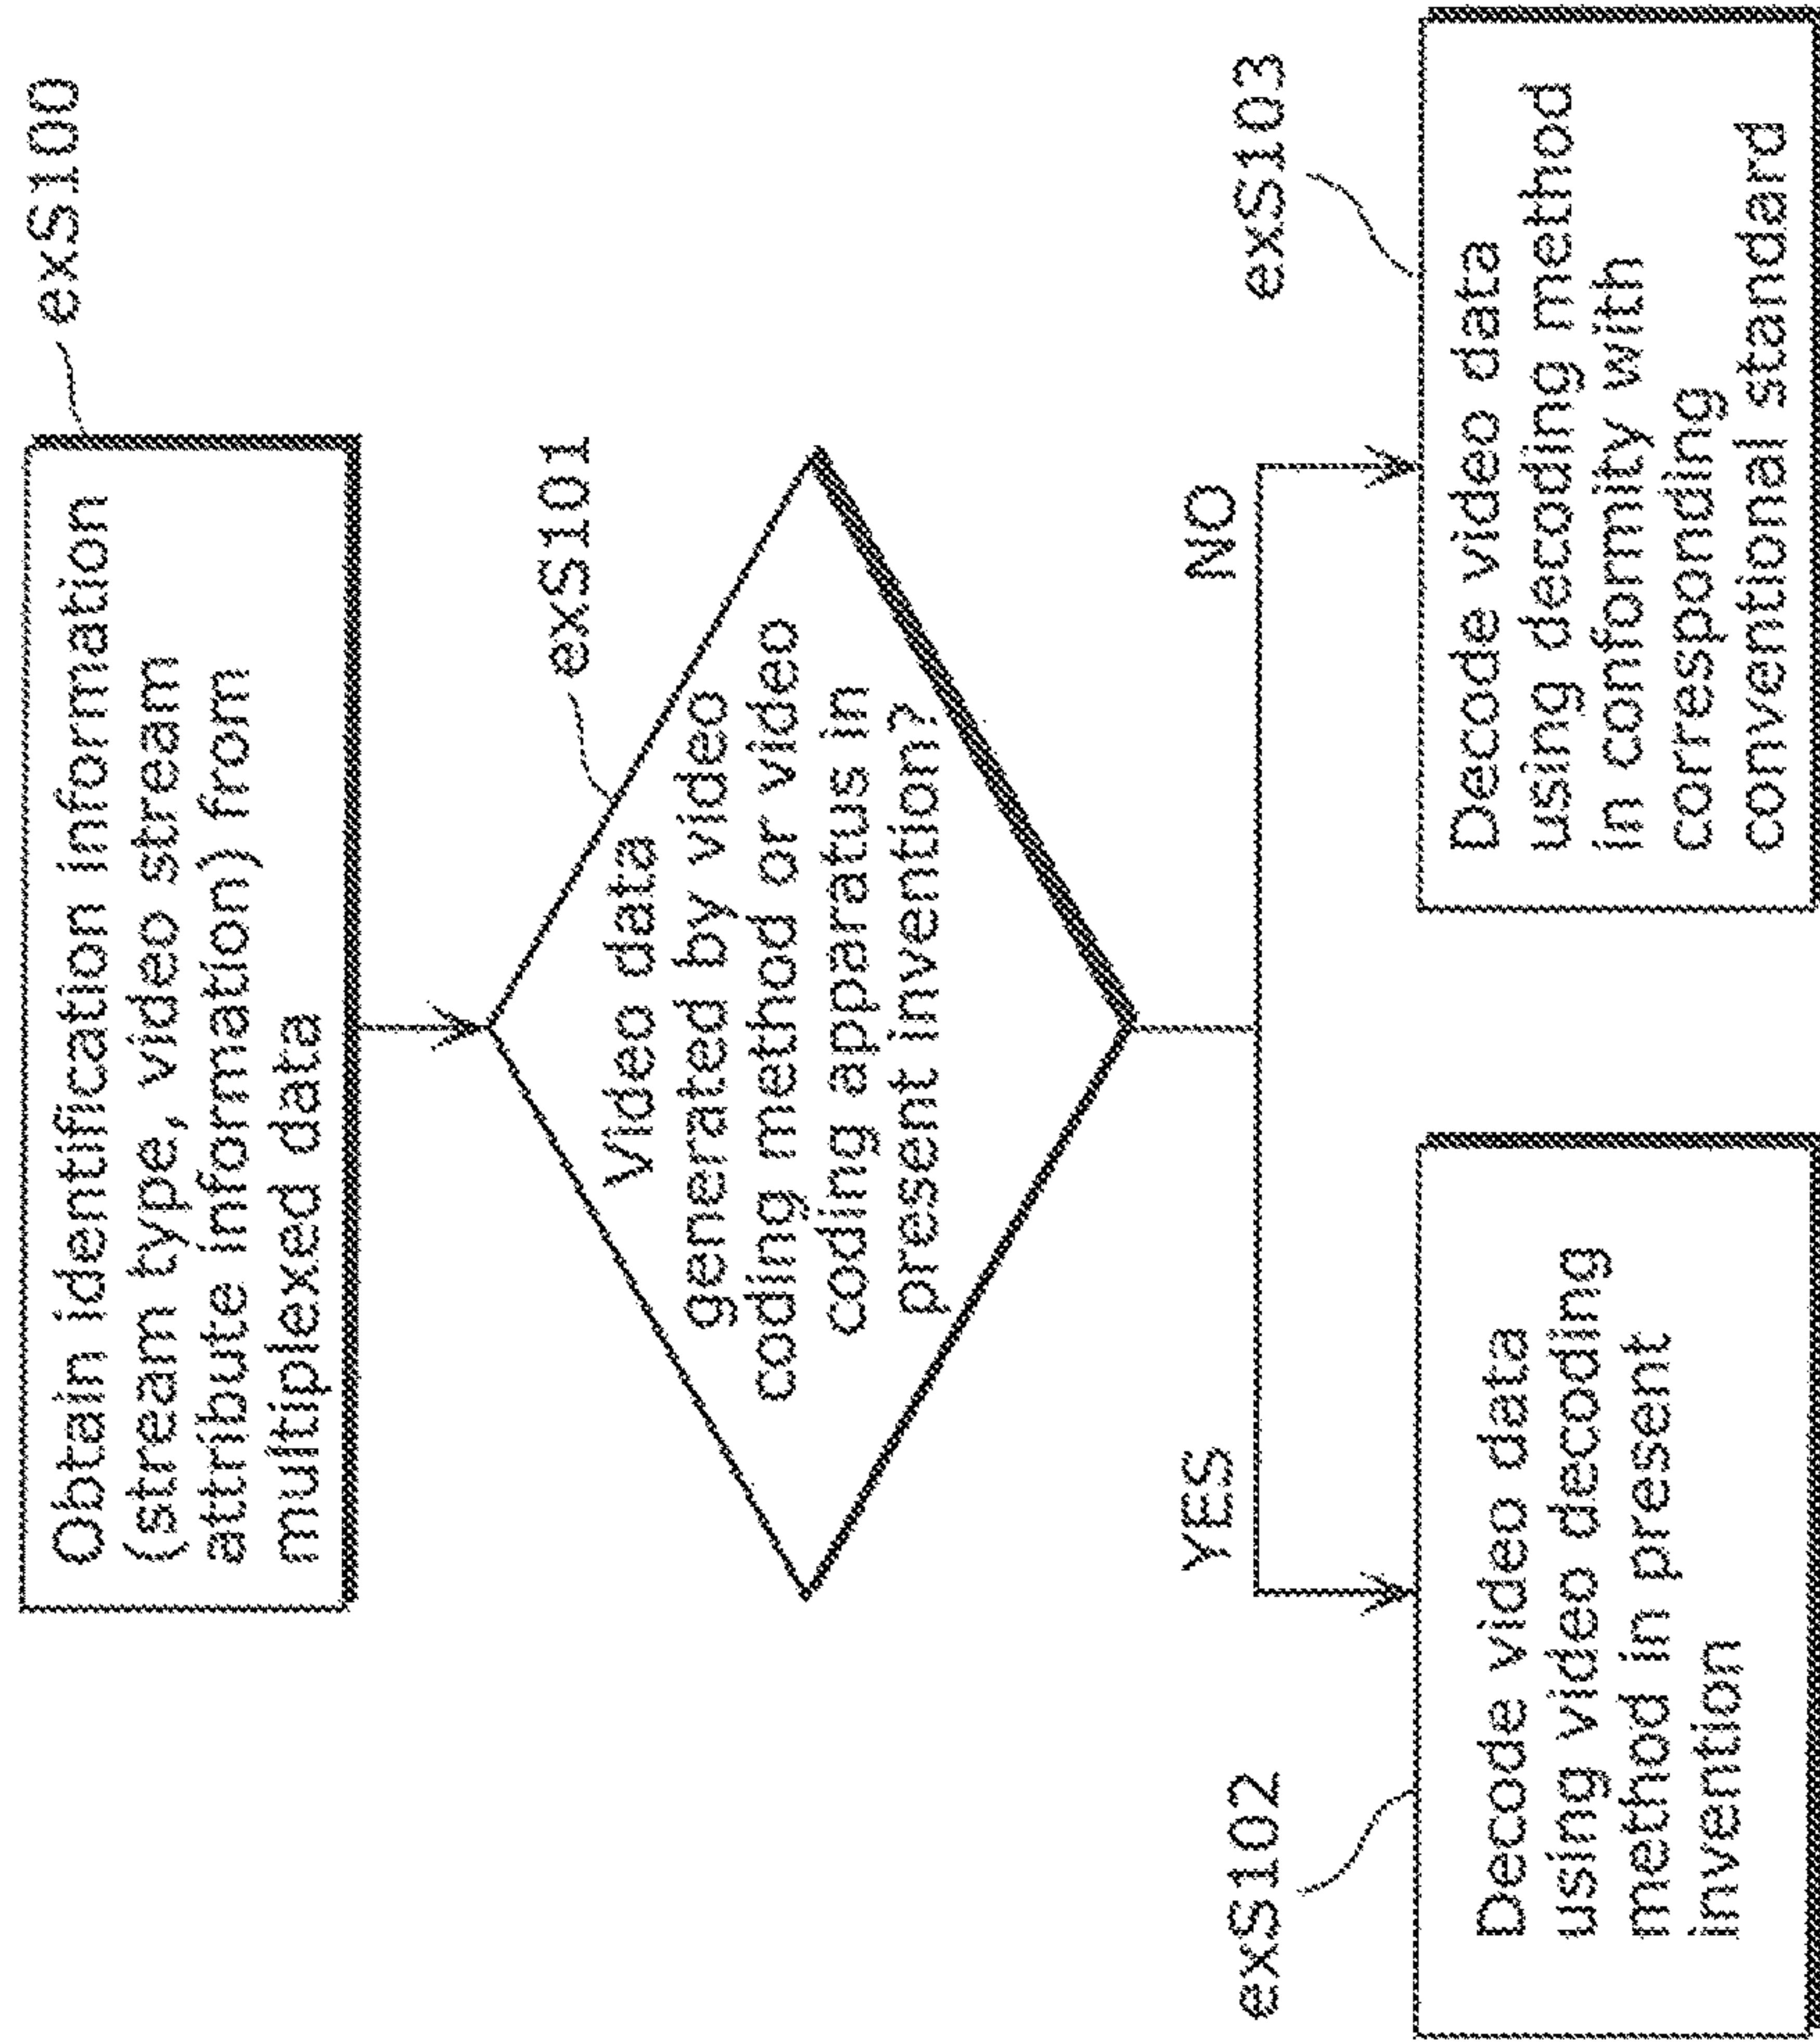 exS100
Obtain identification information
(stream type, video stream
attribute information) from
multiplexed data
exS101
Video data
generated by video
coding method or video
coding apparatus in
present invention?
YES
NO
exS102
Decode video data
using video decoding
method in present
invention
exS103
Decode video data
using decoding method
in conformity with
corresponding
conventional standard